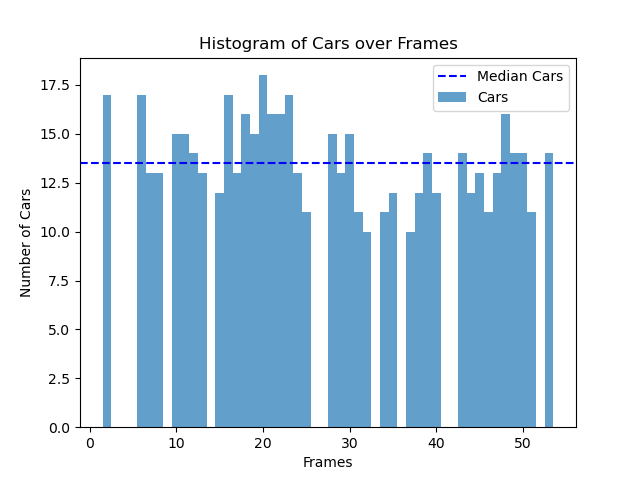 Histogram of Cars over Frames
Median Cars
Cars
Number of Cars
17.5
15.0
12.5
10.0
7.5
5.0
2.5
0.0
0 10 20 30 40 50
Frames